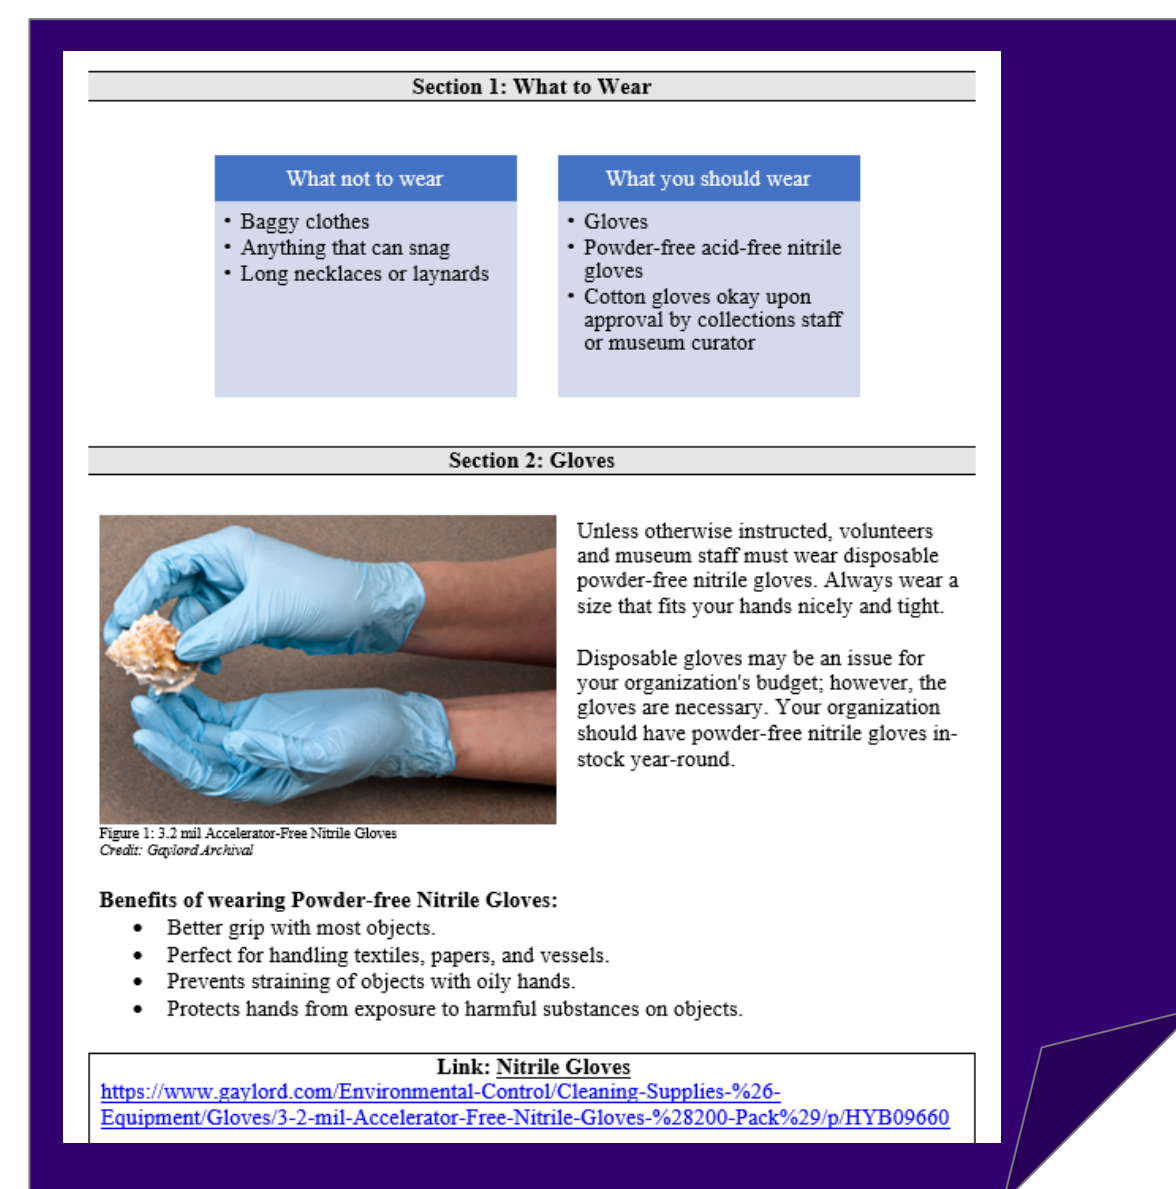 Section 1: What to Wear
What not to wear
• Baggy clothes
• Anything that can snag
• Long necklaces or laynards
What you should wear
• Gloves
• Powder-free acid-free nitrile
gloves
• Cotton gloves okay upon
approval by collections staff
or museum curator
Section 2: Gloves
Unless otherwise instructed, volunteers
and museum staff must wear disposable
powder-free nitrile gloves. Always wear a
size that fits your hands nicely and tight.
Disposable gloves may be an issue for
your organization's budget; however, the
gloves are necessary. Your organization
should have powder-free nitrile gloves in-
stock year-round.
Figure 1: 3.2 mil Accelerator-Free Nitrile Gloves
Credit: Gaylord Archival
Benefits of wearing Powder-free Nitrile Gloves:
• Better grip with most objects.
• Perfect for handling textiles, papers, and vessels.
• Prevents straining of objects with oily hands.
• Protects hands from exposure to harmful substances on objects.
Link: Nitrile Gloves
https://www.gaylord.com/Environmental-Control/Cleaning-Supplies-%26-
Equipment/Gloves/3-2-mil-Accelerator-Free-Nitrile-Gloves-%28200-Pack%29/p/HYB09660